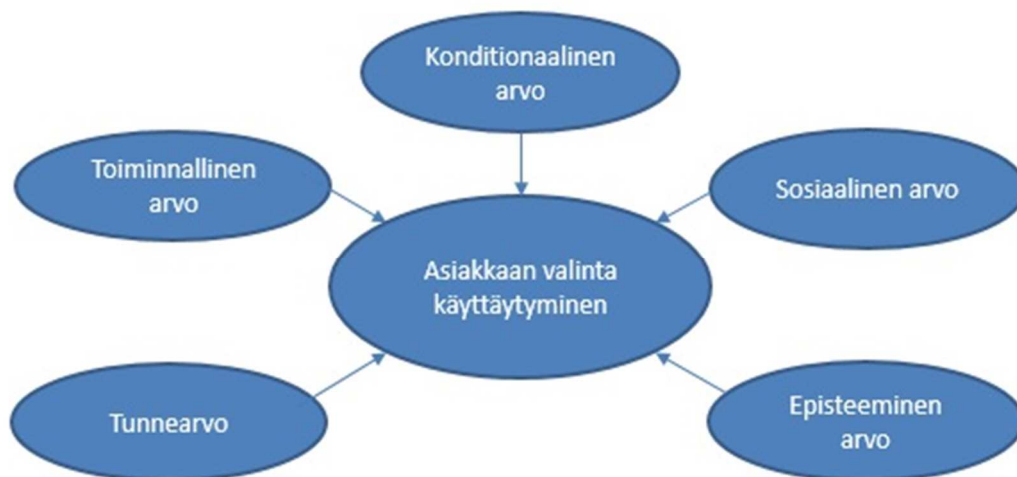 Konditionaalinen
arvo
Toiminnallinen
arvo
Sosiaalinen arvo
Asiakkaan valinta
käyttäytyminen
Tunnearvo
Episteeminen
arvo